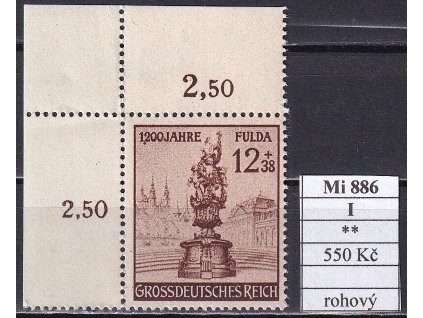 2,50
2,50
1200 JAHRE FULDA
12+38
GROSSDEUTSCHES REICH
Mi 886
I
**
550 Kč
rohový